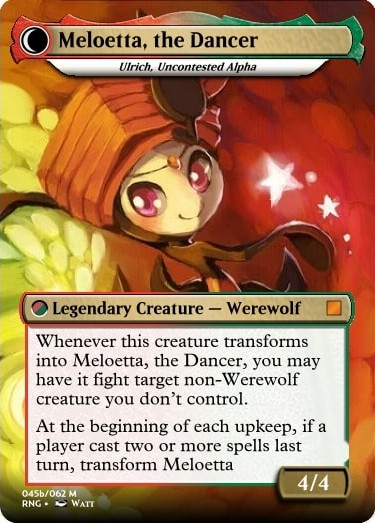 Meloetta, the Dancer
Ulrich, Uncontested Alpha
Legendary Creature — Werewolf
Whenever this creature transforms
into Meloetta, the Dancer, you may
have it fight target non-Werewolf
creature you don't control.
At the beginning of each upkeep, if a
player cast two or more spells last
turn, transform Meloetta
4/4
045b/062 M
RNG • Watt